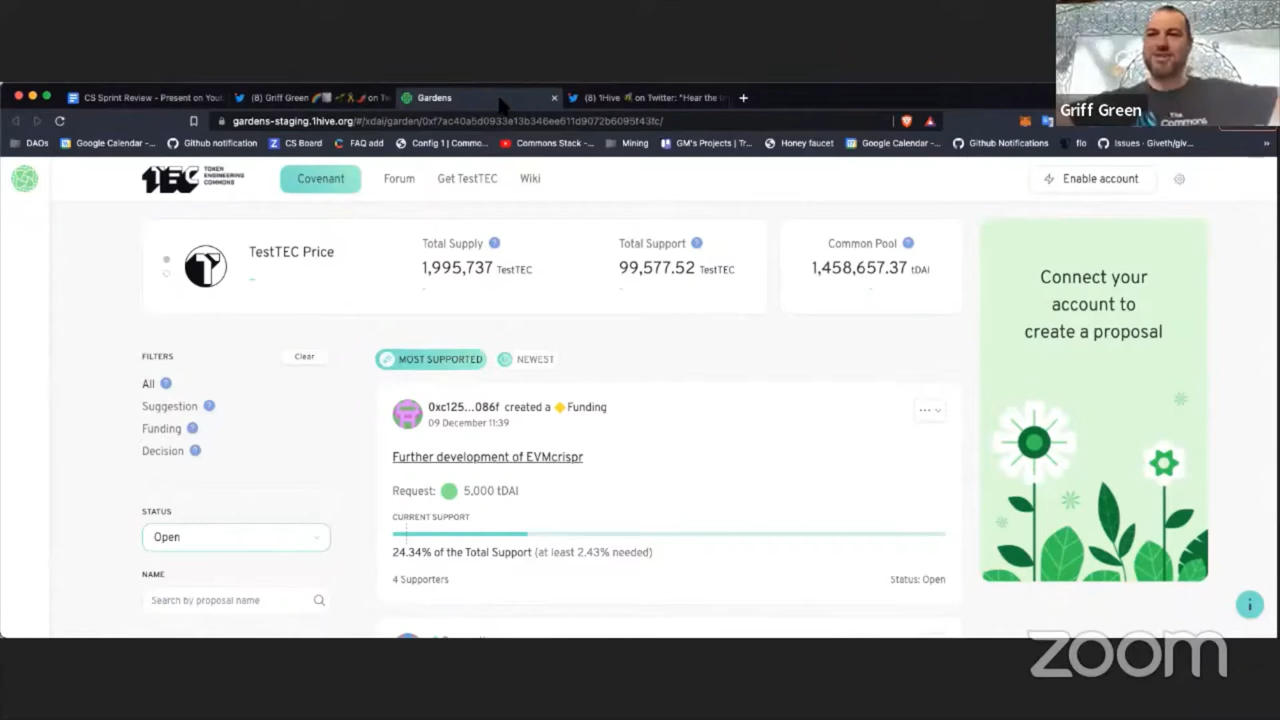 Griff Green
CS Sprint Review - Present on You
(8) Griff Green
on Tw
Gardens
(8) 1Hive
on Twitter: "Hear the
gardens-staging.1hive.org/#/xdai/garden/0xf7ac40a5d0933e13b346ee611d9072b6095f43fc/
DAOs
Google Calendar -...
Github notification
CS Board
FAQ add
Config 1 | Commo...
Commons Stack -...
Mining
GM's Projects | Tr...
Honey faucet
Google Calendar -...
Github Notifications
flo
Issues · Giveth/giv...
TEC TOKEN ENGINEERING COMMONS
Covenant
Forum
Get TestTEC
Wiki
Enable account
TestTEC Price
-
Total Supply
1,995,737 TestTEC
-
Total Support
99,577.52 TestTEC
-
Common Pool
1,458,657.37 tDAI
-
Connect your
account to
create a proposal
FILTERS
Clear
All
Suggestion
Funding
Decision
STATUS
Open
NAME
Search by proposal name
MOST SUPPORTED
NEWEST
0xc125...086f created a Funding
09 December 11:39
Further development of EVMcrispr
Request: 5,000 tDAI
CURRENT SUPPORT
24.34% of the Total Support (at least 2.43% needed)
4 Supporters
Status: Open
zoom